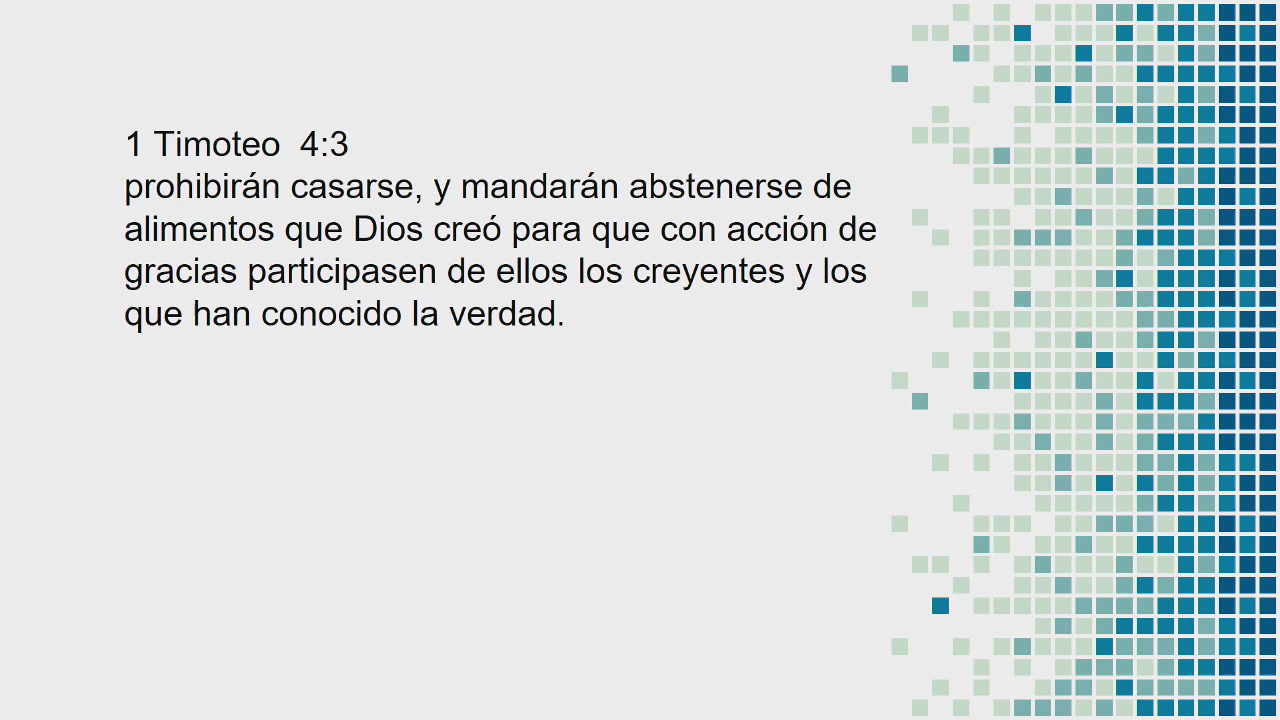 1 Timoteo  4:3
prohibirán casarse, y mandarán abstenerse de
alimentos que Dios creó para que con acción de
gracias participasen de ellos los creyentes y los
que han conocido la verdad.